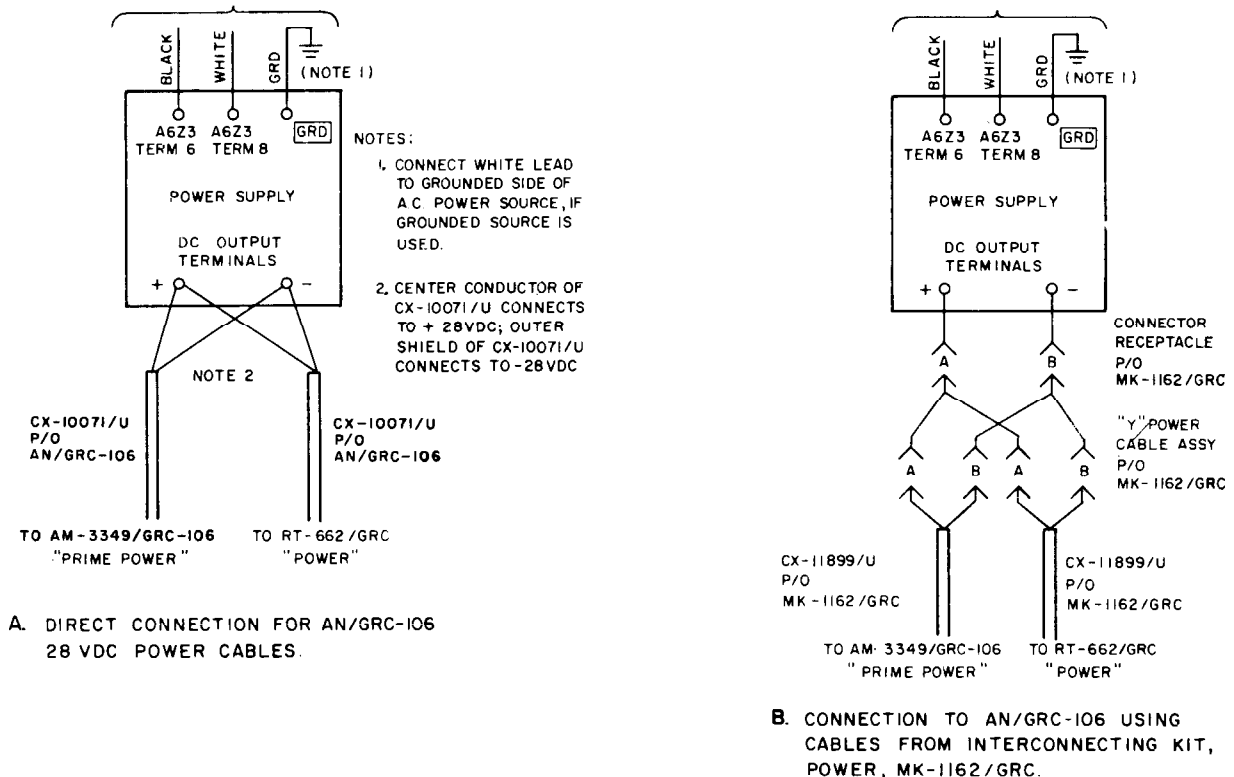 BLACK
WHITE
GRD
(NOTE 1)
A6Z3
TERM 6
A6Z3
TERM 8
GRD
POWER SUPPLY
DC OUTPUT
TERMINALS
+
-
NOTE 2
CX-10071/U
P/O
AN/GRC-106
CX-10071/U
P/O
AN/GRC-106
TO AM-3349/GRC-106
"PRIME POWER"
TO RT-662/GRC
"POWER"
A. DIRECT CONNECTION FOR AN/GRC-106
28 VDC POWER CABLES.
NOTES:
1. CONNECT WHITE LEAD
TO GROUNDED SIDE OF
A.C. POWER SOURCE, IF
GROUNDED SOURCE IS
USED.
2. CENTER CONDUCTOR OF
CX-10071/U CONNECTS
TO + 28VDC; OUTER
SHIELD OF CX-10071/U
CONNECTS TO -28VDC
BLACK
WHITE
GRD
(NOTE 1)
A6Z3
TERM 6
A6Z3
TERM 8
GRD
POWER SUPPLY
DC OUTPUT
TERMINALS
+
-
A
B
CONNECTOR
RECEPTACLE
P/O
MK-1162/GRC
"Y" POWER
CABLE ASSY
P/O
MK-1162/GRC
A
B
A
B
CX-11899/U
P/O
MK-1162/GRC
CX-11899/U
P/O
MK-1162/GRC
TO AM-3349/GRC-106
"PRIME POWER"
TO RT-662/GRC
"POWER"
B. CONNECTION TO AN/GRC-106 USING
CABLES FROM INTERCONNECTING KIT,
POWER, MK-1162/GRC.